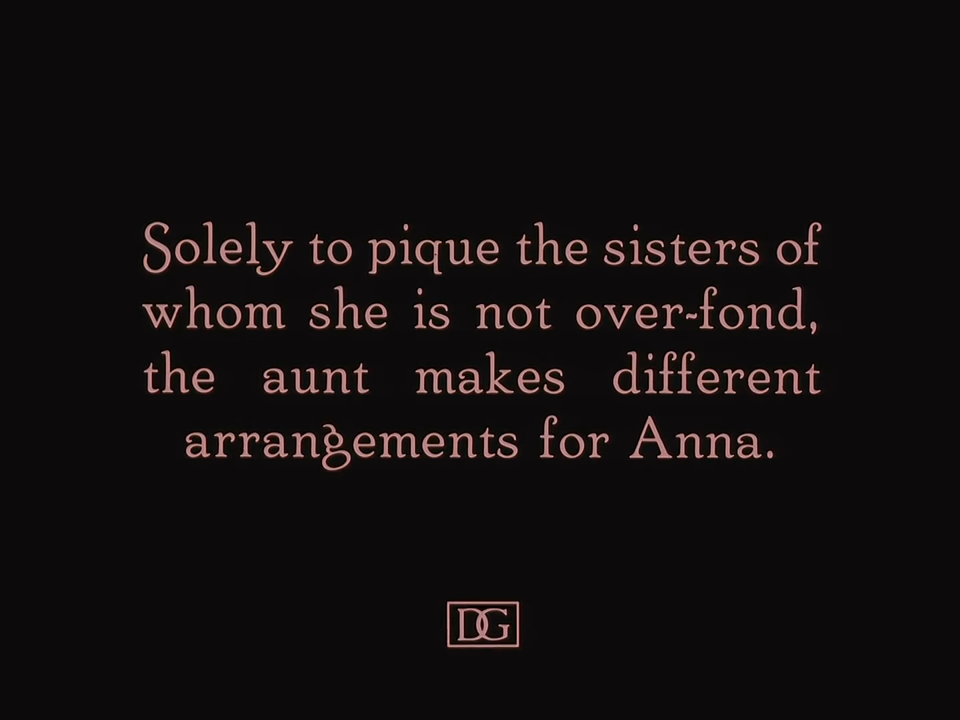 Solely to pique the sisters of
whom she is not over-fond,
the aunt makes different
arrangements for Anna.
DG